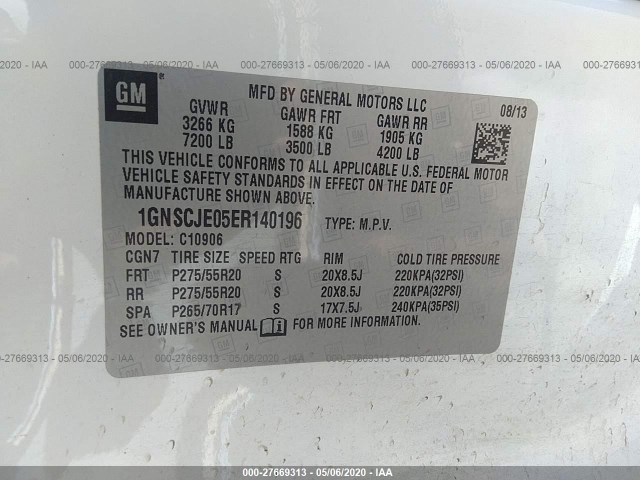 000-27669313 - 05/06/2020 - IAA
GM
MFD BY GENERAL MOTORS LLC
08/13
GVWR GAWR FRT GAWR RR
3266 KG 1588 KG 1905 KG
7200 LB 3500 LB 4200 LB
THIS VEHICLE CONFORMS TO ALL APPLICABLE U.S. FEDERAL MOTOR
VEHICLE SAFETY STANDARDS IN EFFECT ON THE DATE OF
MANUFACTURE SHOWN ABOVE.
1GNSCJE05ER140196 TYPE: M.P.V.
MODEL: C10906
CGN7 TIRE SIZE SPEED RTG RIM COLD TIRE PRESSURE
FRT P275/55R20 S 20X8.5J 220KPA(32PSI)
RR P275/55R20 S 20X8.5J 220KPA(32PSI)
SPA P265/70R17 S 17X7.5J 240KPA(35PSI)
SEE OWNER'S MANUAL FOR MORE INFORMATION.
000-27669313 - 05/06/2020 - IAA